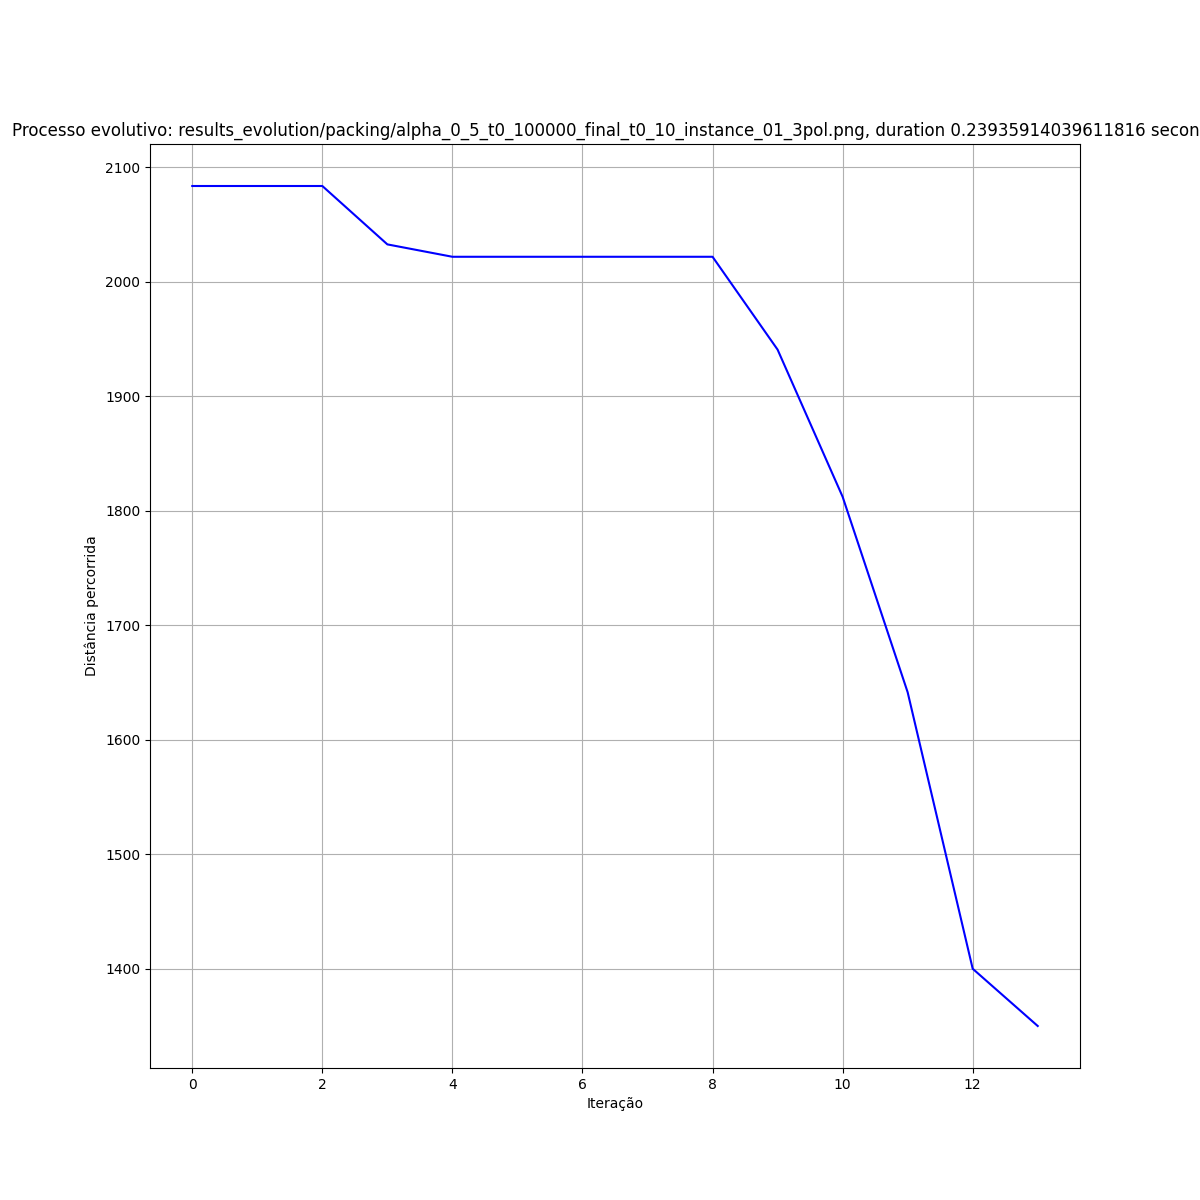 Processo evolutivo: results_evolution/packing/alpha_0_5_t0_100000_final_t0_10_instance_01_3pol.png, duration 0.23935914039611816 secon
2100
2000
1900
1800
1700
1600
1500
1400
Distância percorrida
0 2 4 6 8 10 12
Iteração